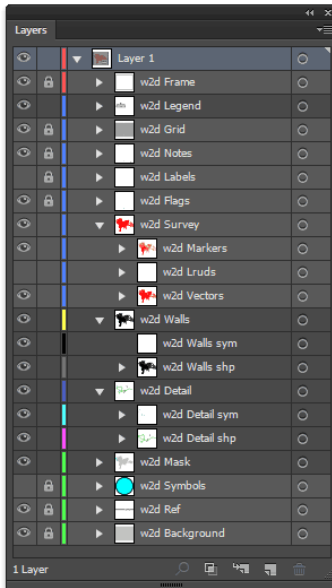 Layers
Layer 1
w2d Frame
w2d Legend
w2d Grid
w2d Notes
w2d Labels
w2d Flags
w2d Survey
w2d Markers
w2d Lruds
w2d Vectors
w2d Walls
w2d Walls sym
w2d Walls shp
w2d Detail
w2d Detail sym
w2d Detail shp
w2d Mask
w2d Symbols
w2d Ref
w2d Background
1 Layer